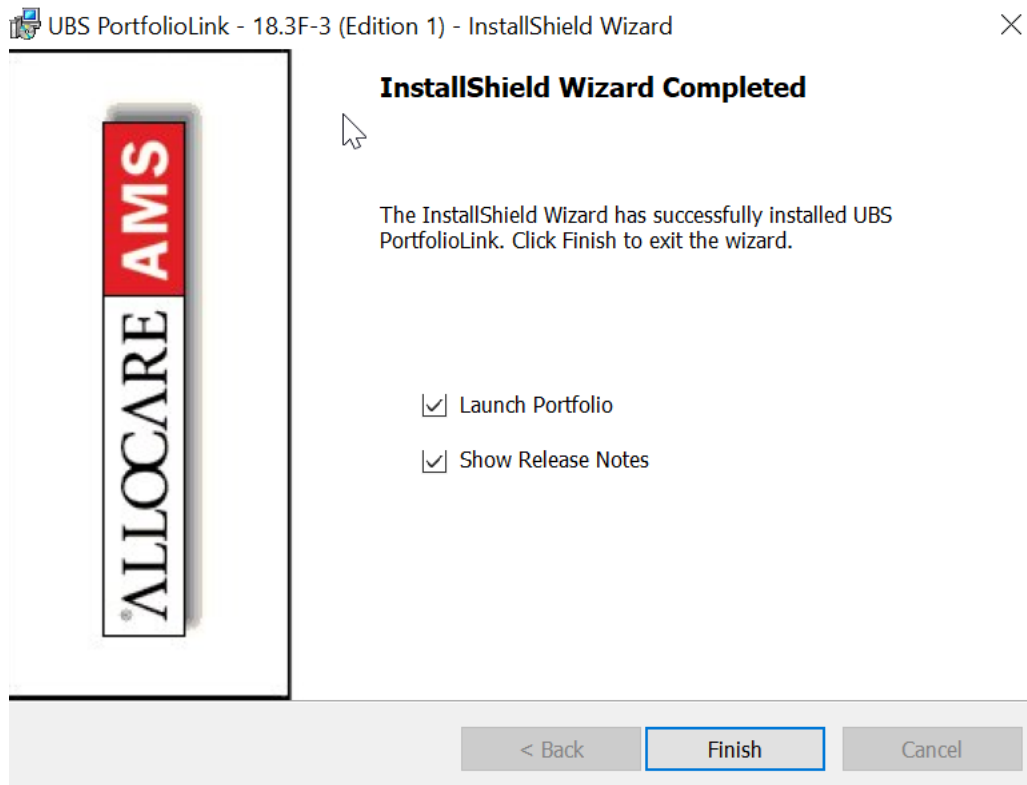 UBS PortfolioLink - 18.3F-3 (Edition 1) - InstallShield Wizard
InstallShield Wizard Completed
The InstallShield Wizard has successfully installed UBS
PortfolioLink. Click Finish to exit the wizard.
Launch Portfolio
Show Release Notes
®ALLOCARE AMS
< Back
Finish
Cancel